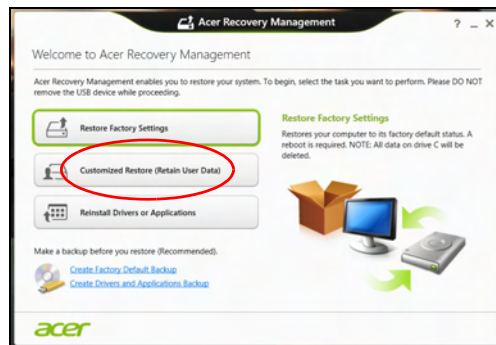 Acer Recovery Management
? _ X
Welcome to Acer Recovery Management
Acer Recovery Management enables you to restore your system. To begin, select the task you want to perform. Please DO NOT
remove the USB device while proceeding.
Restore Factory Settings
Customized Restore (Retain User Data)
Reinstall Drivers or Applications
Restore Factory Settings
Restores your computer to its factory default status. A
reboot is required. NOTE: All data on drive C will be
deleted.
Make a backup before you restore (Recommended).
Create Factory Default Backup
Create Drivers and Applications Backup
acer